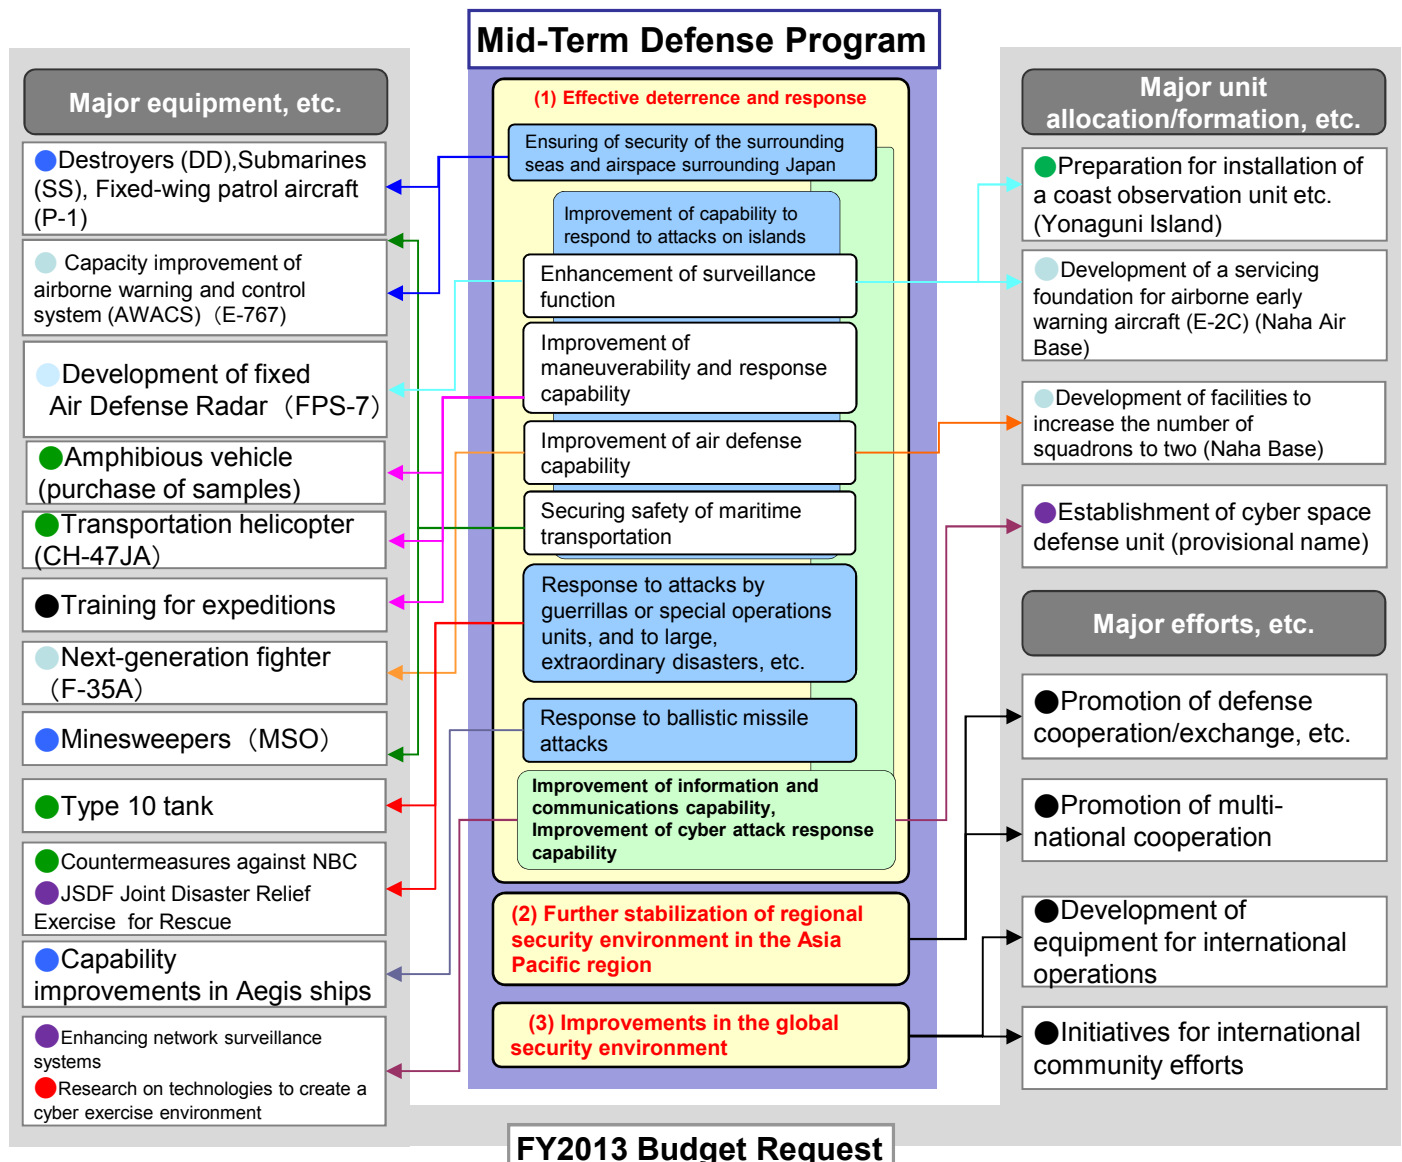 Mid-Term Defense Program
Major equipment, etc.
●Destroyers (DD),Submarines
(SS), Fixed-wing patrol aircraft
(P-1)
● Capacity improvement of
airborne warning and control
system (AWACS)（E-767)
●Development of fixed
Air Defense Radar（FPS-7）
●Amphibious vehicle
(purchase of samples)
●Transportation helicopter
(CH-47JA）
●Training for expeditions
●Next-generation fighter
（F-35A）
●Minesweepers（MSO）
●Type 10 tank
●Countermeasures against NBC
●JSDF Joint Disaster Relief
Exercise for Rescue
●Capability
improvements in Aegis ships
●Enhancing network surveillance
systems
●Research on technologies to create a
cyber exercise environment
(1) Effective deterrence and response
Ensuring of security of the surrounding
seas and airspace surrounding Japan
Improvement of capability to
respond to attacks on islands
Enhancement of surveillance
function
Improvement of
maneuverability and response
capability
Improvement of air defense
capability
Securing safety of maritime
transportation
Response to attacks by
guerrillas or special operations
units, and to large,
extraordinary disasters, etc.
Response to ballistic missile
attacks
Improvement of information and
communications capability,
Improvement of cyber attack response
capability
(2) Further stabilization of regional
security environment in the Asia
Pacific region
(3) Improvements in the global
security environment
Major unit
allocation/formation, etc.
●Preparation for installation of
a coast observation unit etc.
(Yonaguni Island)
●Development of a servicing
foundation for airborne early
warning aircraft (E-2C) (Naha Air
Base)
●Development of facilities to
increase the number of
squadrons to two (Naha Base)
●Establishment of cyber space
defense unit (provisional name)
Major efforts, etc.
●Promotion of defense
cooperation/exchange, etc.
●Promotion of multi-
national cooperation
●Development of
equipment for international
operations
●Initiatives for international
community efforts
FY2013 Budget Request